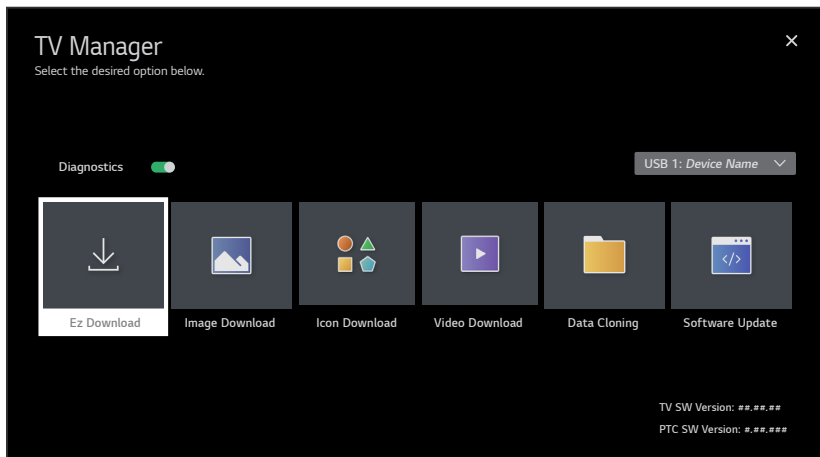 TV Manager
Select the desired option below.
Diagnostics
USB 1: Device Name
Ez Download
Image Download
Icon Download
Video Download
Data Cloning
Software Update
TV SW Version: ##.##.##
PTC SW Version: #.##.###